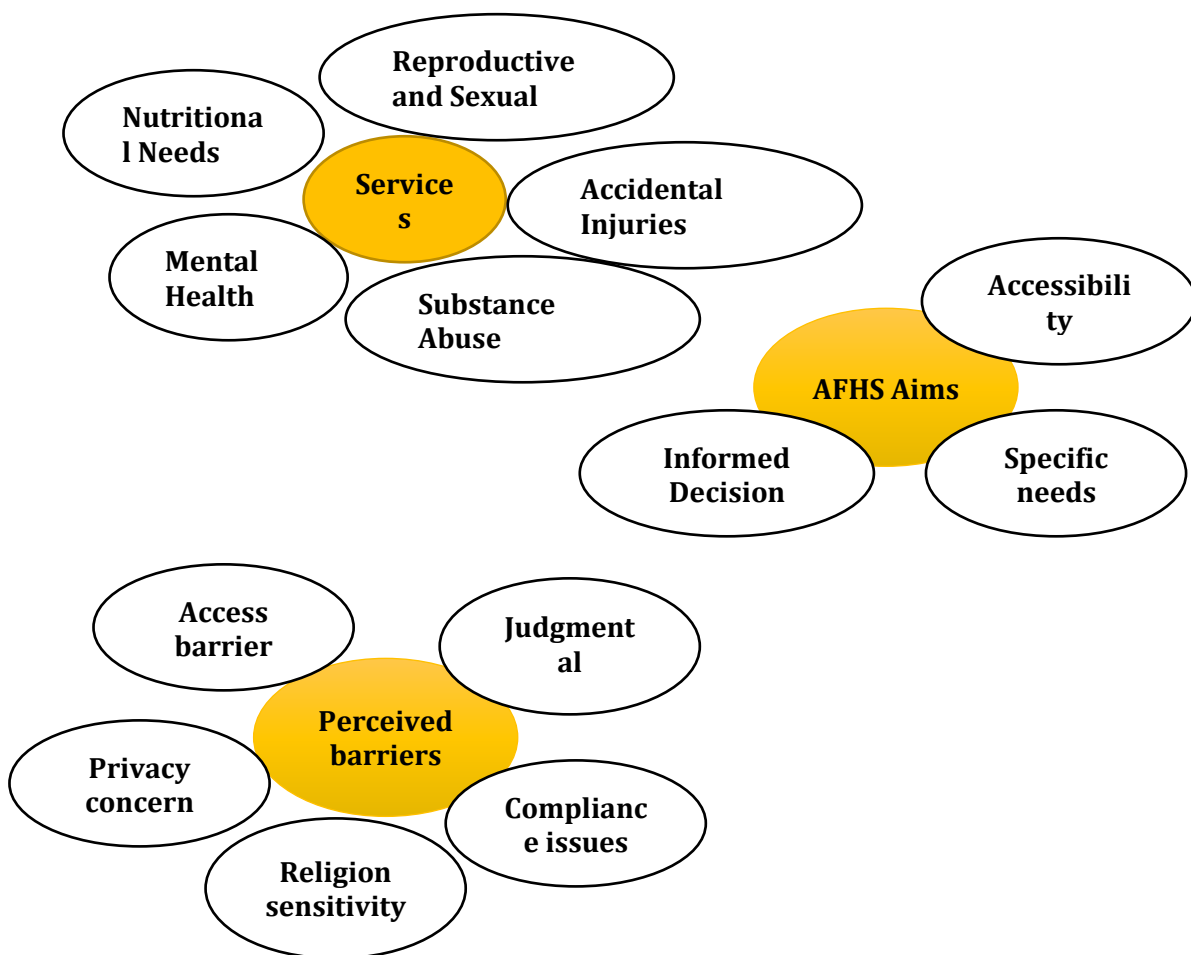 Reproductive
and Sexual
Nutritiona
l Needs
Service
s
Accidental
Injuries
Mental
Health
Substance
Abuse
Accessibili
ty
AFHS Aims
Informed
Decision
Specific
needs
Access
barrier
Judgment
al
Perceived
barriers
Privacy
concern
Complianc
e issues
Religion
sensitivity